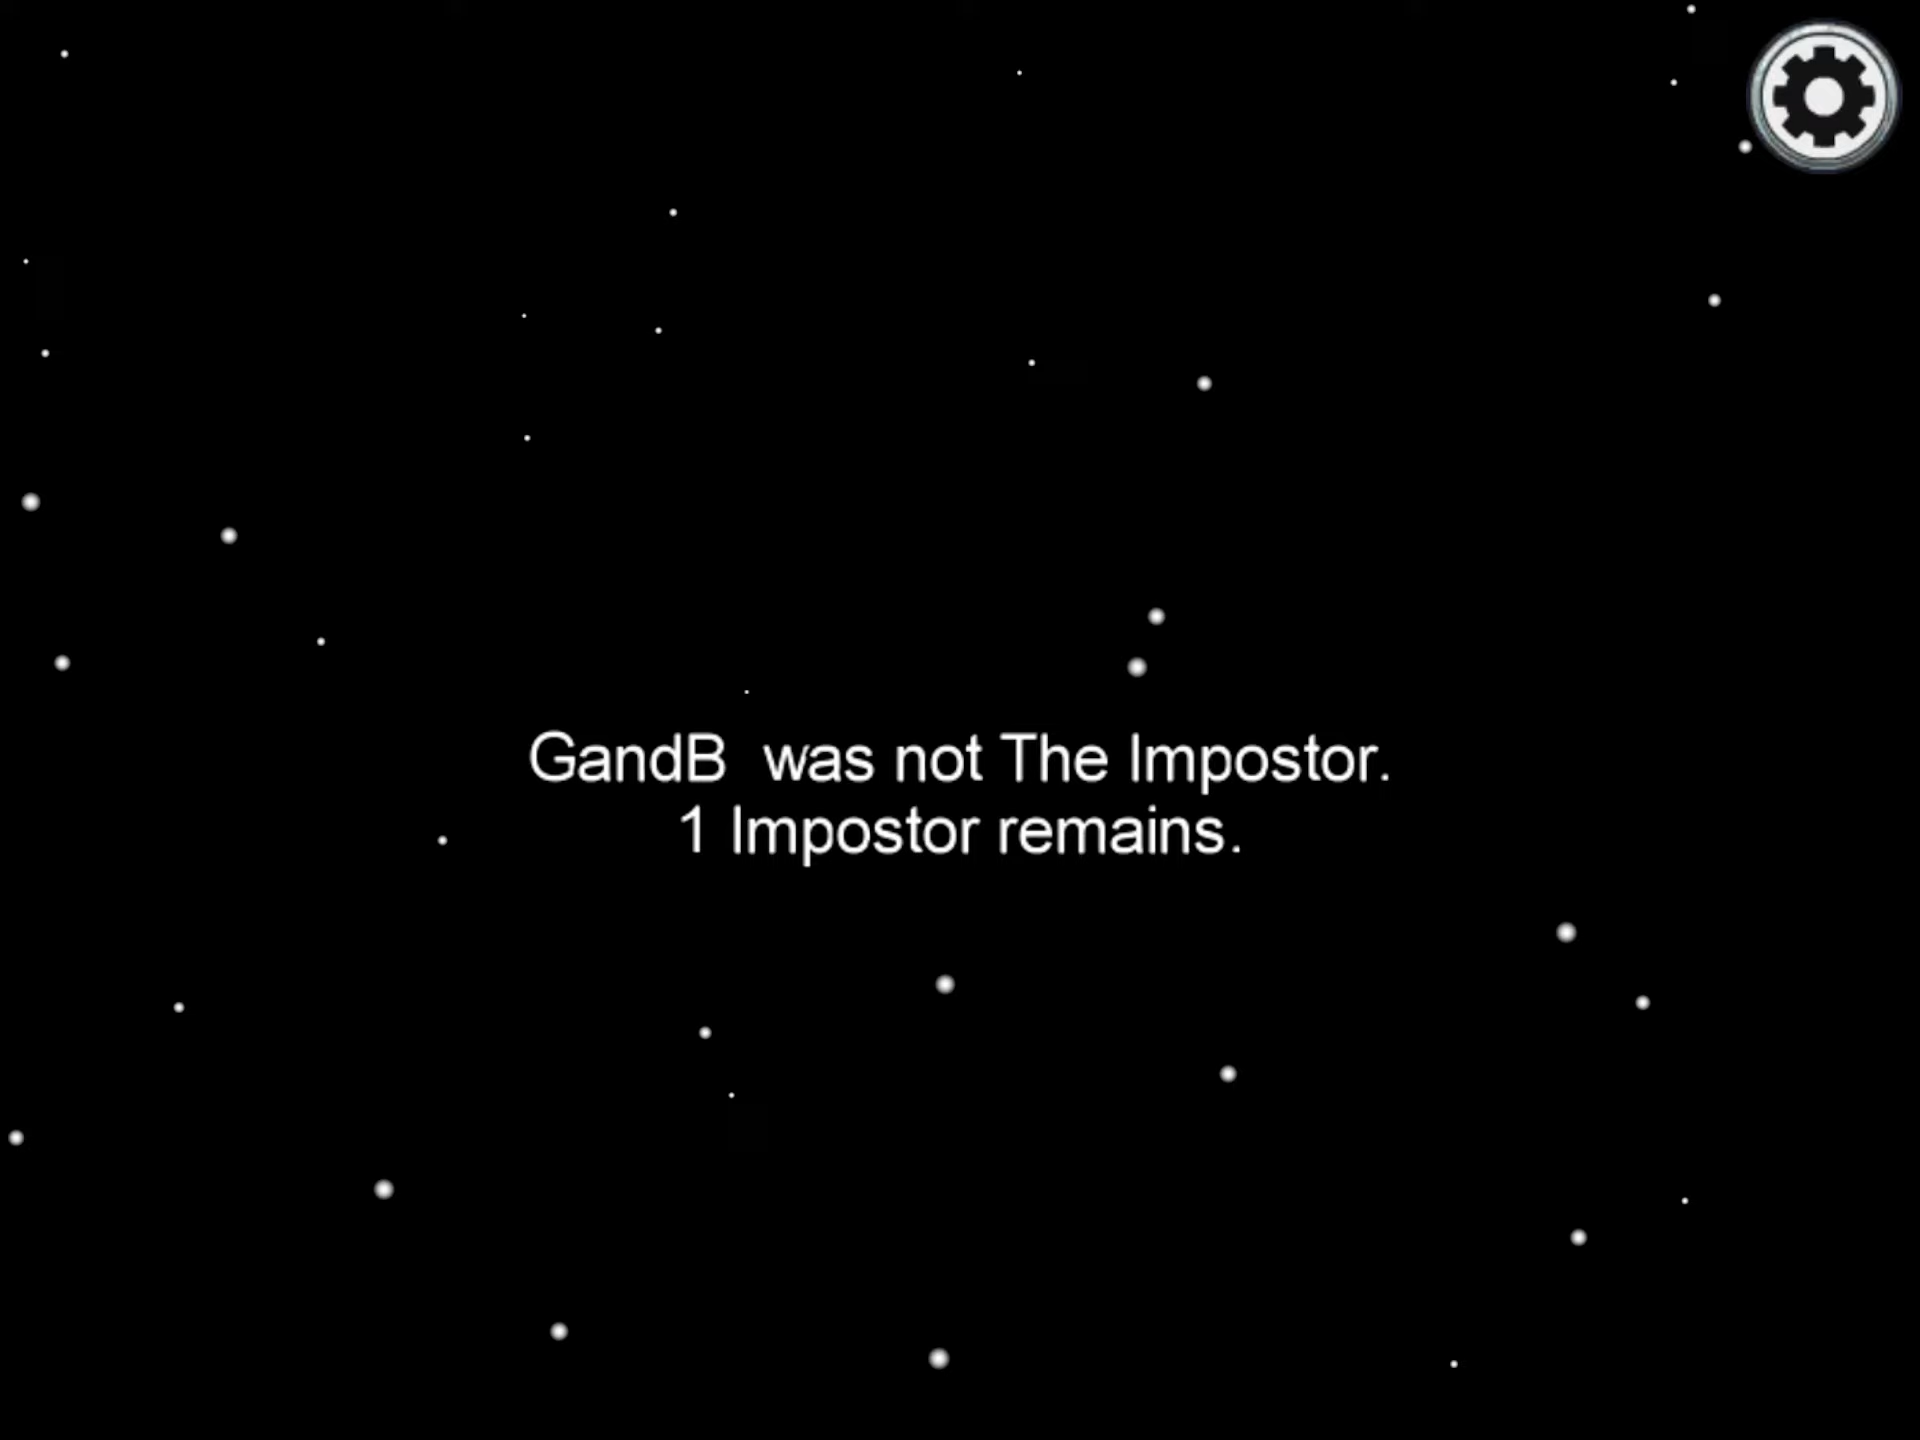 GandB  was not The Impostor.
1 Impostor remains.